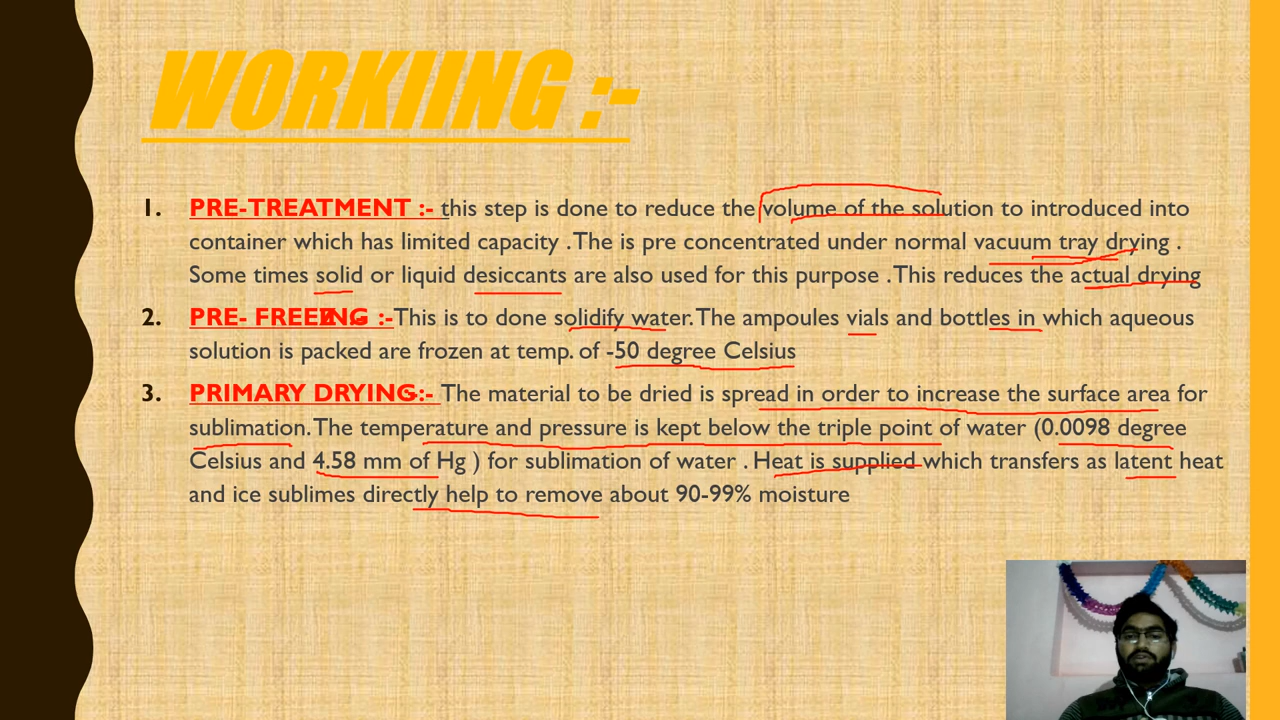 WORKIING :-
1. PRE-TREATMENT :- this step is done to reduce the volume of the solution to introduced into
container which has limited capacity . The is pre concentrated under normal vacuum tray drying .
Some times solid or liquid desiccants are also used for this purpose . This reduces the actual drying
2. PRE- FREEZING :- This is to done solidify water. The ampoules vials and bottles in which aqueous
solution is packed are frozen at temp. of -50 degree Celsius
3. PRIMARY DRYING:- The material to be dried is spread in order to increase the surface area for
sublimation. The temperature and pressure is kept below the triple point of water (0.0098 degree
Celsius and 4.58 mm of Hg ) for sublimation of water . Heat is supplied which transfers as latent heat
and ice sublimes directly help to remove about 90-99% moisture